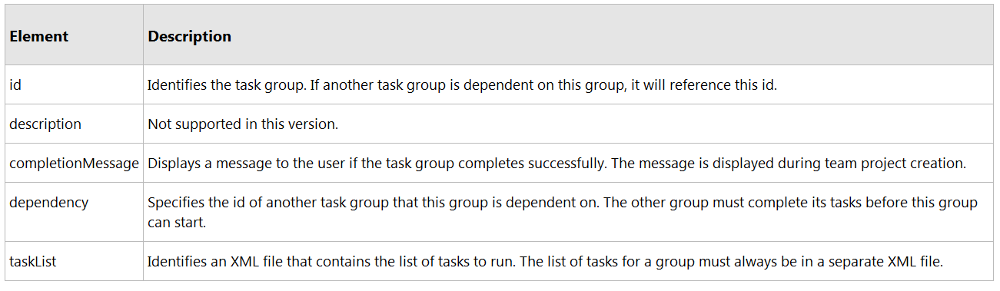 Element Description
id Identifies the task group. If another task group is dependent on this group, it will reference this id.
description Not supported in this version.
completionMessage Displays a message to the user if the task group completes successfully. The message is displayed during team project creation.
dependency Specifies the id of another task group that this group is dependent on. The other group must complete its tasks before this group
can start.
taskList Identifies an XML file that contains the list of tasks to run. The list of tasks for a group must always be in a separate XML file.